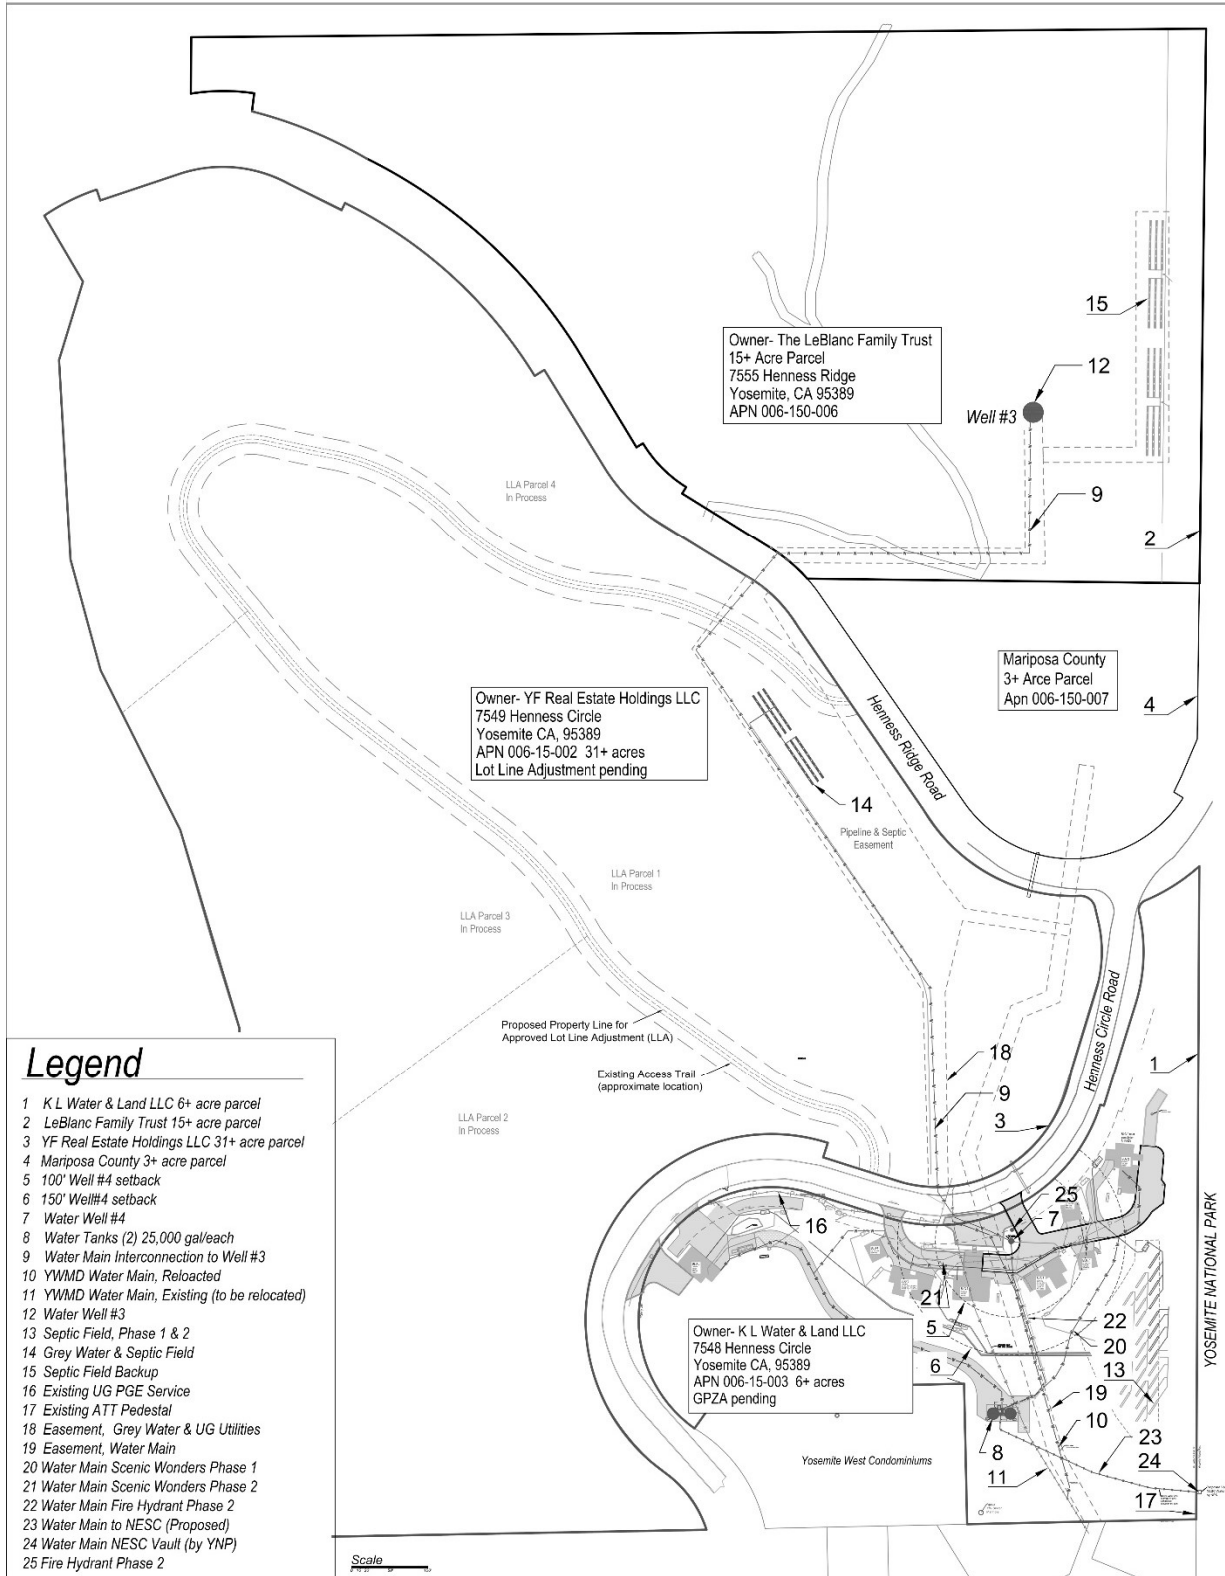 15
Owner- The LeBlanc Family Trust
15+ Acre Parcel
7555 Henness Ridge
Yosemite, CA 95389
APN 006-150-006
12
Well #3
LLA Parcel 4
In Process
9
2
Mariposa County
3+ Arce Parcel
Apn 006-150-007
4
Owner- YF Real Estate Holdings LLC
7549 Henness Circle
Yosemite CA, 95389
APN 006-15-002 31+ acres
Lot Line Adjustment pending
Henness Ridge Road
14
Pipeline & Septic
Easement
LLA Parcel 1
In Process
LLA Parcel 3
In Process
Henness Circle Road
Proposed Property Line for
Approved Lot Line Adjustment (LLA)
18
1
Existing Access Trail
(approximate location)
9
3
LLA Parcel 2
In Process
YOSEMITE NATIONAL PARK
25
7
16
21
5
22
20
6
13
Owner- K L Water & Land LLC
7548 Henness Circle
Yosemite CA, 95389
APN 006-15-003 6+ acres
GPZA pending
19
10
8
23
24
Yosemite West Condominiums
11
17
Scale
Legend
1 K L Water & Land LLC 6+ acre parcel
2 LeBlanc Family Trust 15+ acre parcel
3 YF Real Estate Holdings LLC 31+ acre parcel
4 Mariposa County 3+ acre parcel
5 100' Well #4 setback
6 150' Well#4 setback
7 Water Well #4
8 Water Tanks (2) 25,000 gal/each
9 Water Main Interconnection to Well #3
10 YWMD Water Main, Reloacted
11 YWMD Water Main, Existing (to be relocated)
12 Water Well #3
13 Septic Field, Phase 1 & 2
14 Grey Water & Septic Field
15 Septic Field Backup
16 Existing UG PGE Service
17 Existing ATT Pedestal
18 Easement, Grey Water & UG Utilities
19 Easement, Water Main
20 Water Main Scenic Wonders Phase 1
21 Water Main Scenic Wonders Phase 2
22 Water Main Fire Hydrant Phase 2
23 Water Main to NESC (Proposed)
24 Water Main NESC Vault (by YNP)
25 Fire Hydrant Phase 2